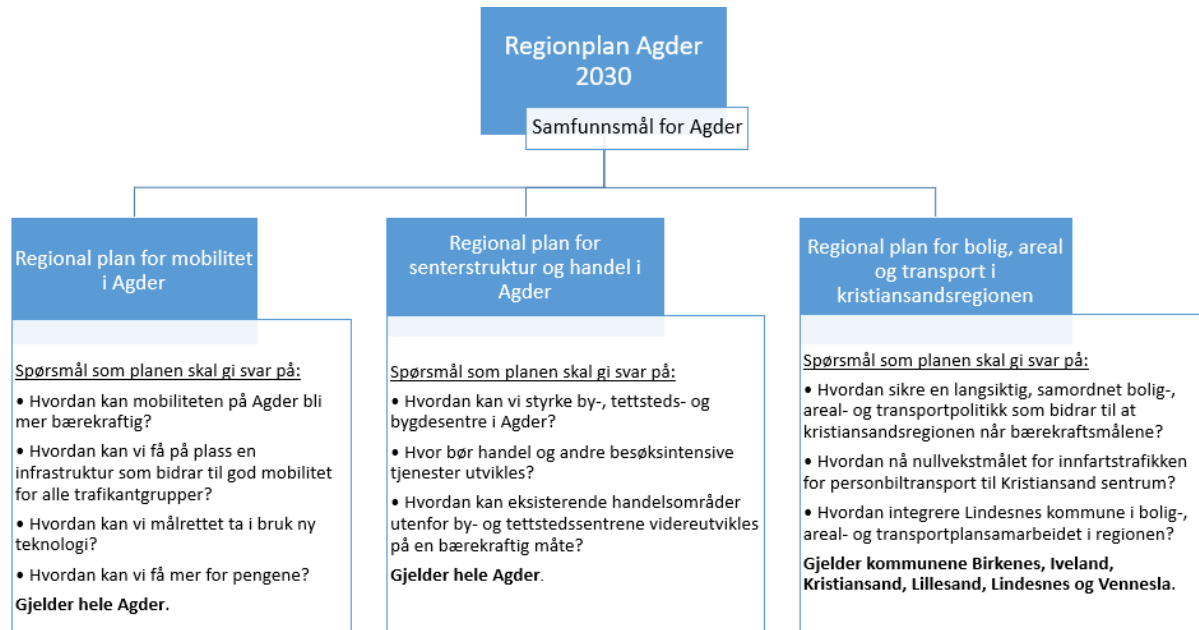 Regionplan Agder
2030
Samfunnsmål for Agder
Regional plan for mobilitet
i Agder
Spørsmål som planen skal gi svar på:
• Hvordan kan mobiliteten på Agder bli
mer bærekraftig?
• Hvordan kan vi få på plass en
infrastruktur som bidrar til god mobilitet
for alle trafikantgrupper?
• Hvordan kan vi målrettet ta i bruk ny
teknologi?
• Hvordan kan vi få mer for pengene?
Gjelder hele Agder.
Regional plan for
senterstruktur og handel i
Agder
Spørsmål som planen skal gi svar på:
• Hvordan kan vi styrke by-, tettsteds- og
bygdesentre i Agder?
• Hvor bør handel og andre besøksintensive
tjenester utvikles?
• Hvordan kan eksisterende handelsområder
utenfor by- og tettstedssentrene videreutvikles
på en bærekraftig måte?
Gjelder hele Agder.
Regional plan for bolig, areal
og transport i
kristiansandsregionen
Spørsmål som planen skal gi svar på:
• Hvordan sikre en langsiktig, samordnet bolig-,
areal- og transportpolitikk som bidrar til at
kristiansandsregionen når bærekraftsmålene?
• Hvordan nå nullvekstmålet for innfartstrafikken
for personbiltransport til Kristiansand sentrum?
• Hvordan integrere Lindesnes kommune i bolig-,
areal- og transportplansamarbeidet i regionen?
Gjelder kommunene Birkenes, Iveland,
Kristiansand, Lillesand, Lindesnes og Vennesla.